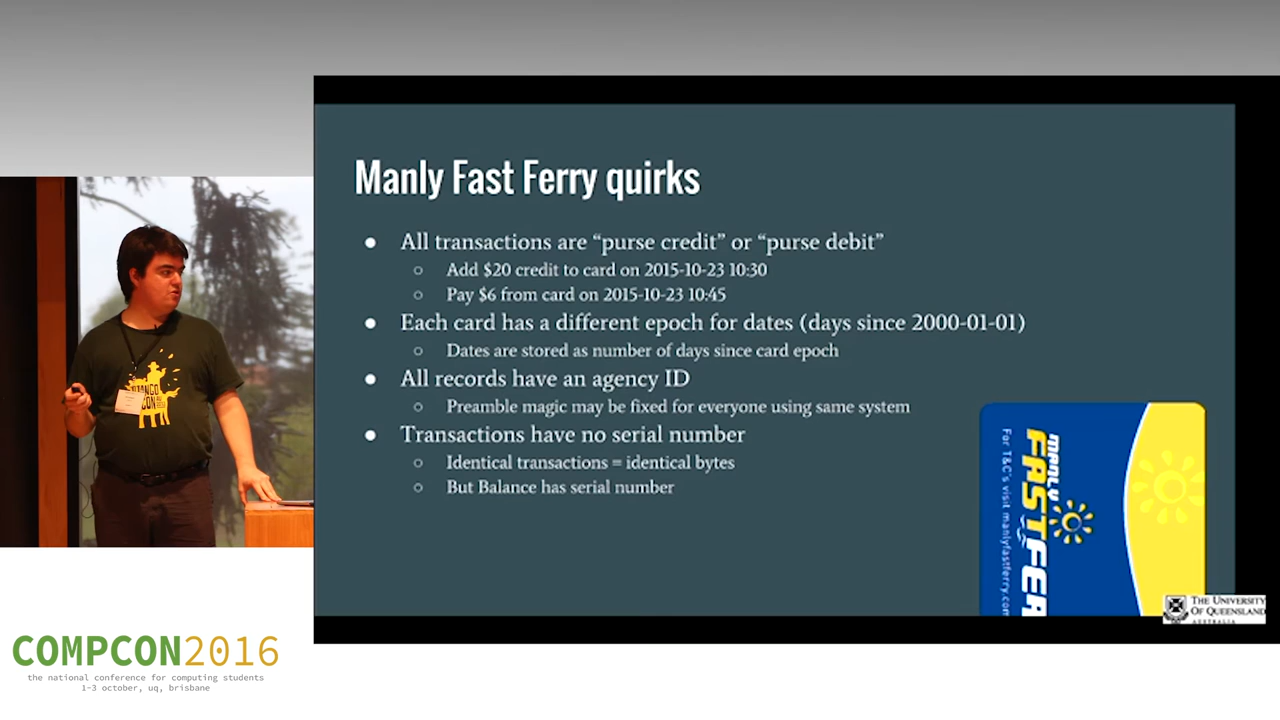 Manly Fast Ferry quirks
● All transactions are “purse credit” or “purse debit”
○ Add $20 credit to card on 2015-10-23 10:30
○ Pay $6 from card on 2015-10-23 10:45
● Each card has a different epoch for dates (days since 2000-01-01)
○ Dates are stored as number of days since card epoch
● All records have an agency ID
○ Preamble magic may be fixed for everyone using same system
● Transactions have no serial number
○ Identical transactions = identical bytes
○ But Balance has serial number
MANLY
FASTFER
For T&C's visit manlyfastferry.com
THE UNIVERSITY
OF QUEENSLAND
AUSTRALIA
DJANGO
CON
COMPCON2016
the national conference for computing students
1-3 october, uq, brisbane